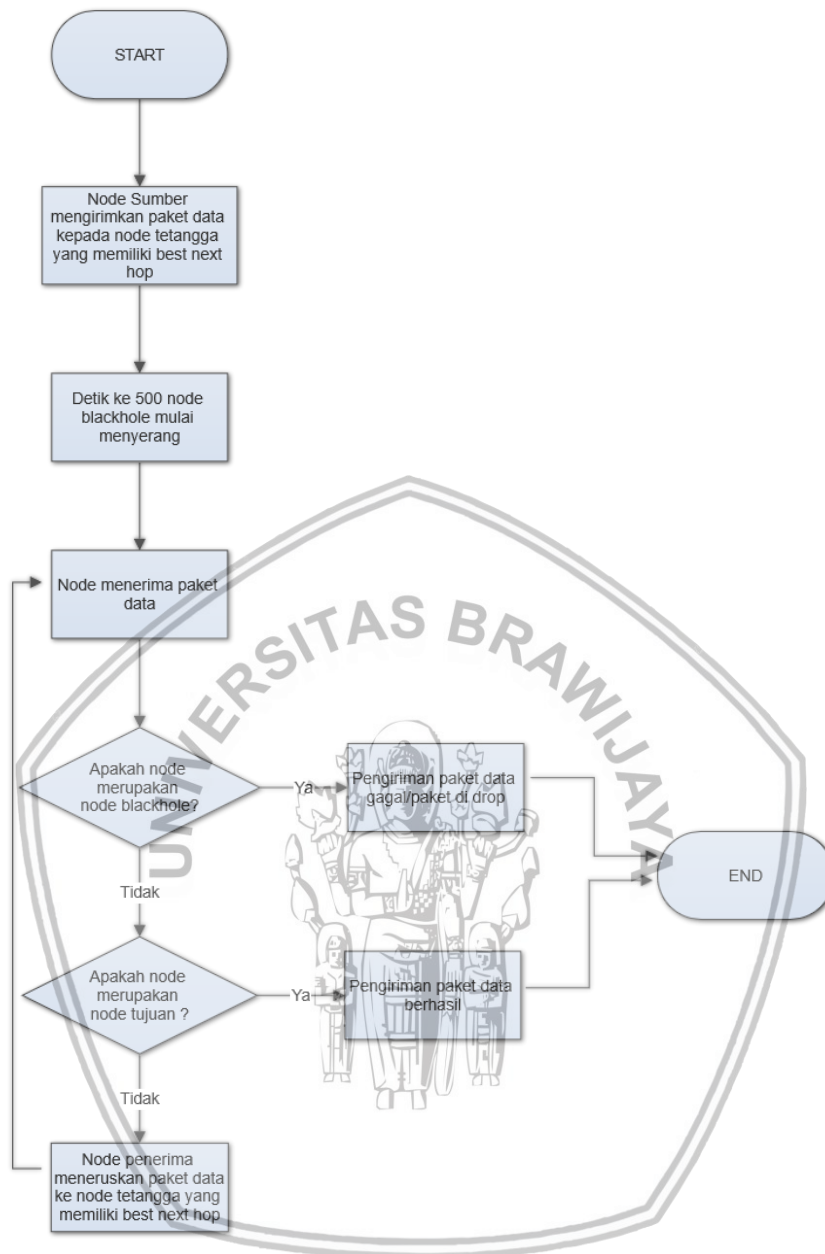 START
Node Sumber
mengirimkan paket data
kepada node tetangga
yang memiliki best next
hop
Detik ke 500 node
blackhole mulai
menyerang
Node menerima paket
data
UNIVERSITAS BRAWIJAYA
Apakah node
merupakan
node blackhole?
Ya
Pengiriman paket data
gagal/paket di drop
END
Tidak
Apakah node
merupakan
node tujuan ?
Ya
Pengiriman paket data
berhasil
Tidak
Node penerima
meneruskan paket data
ke node tetangga yang
memiliki best next hop